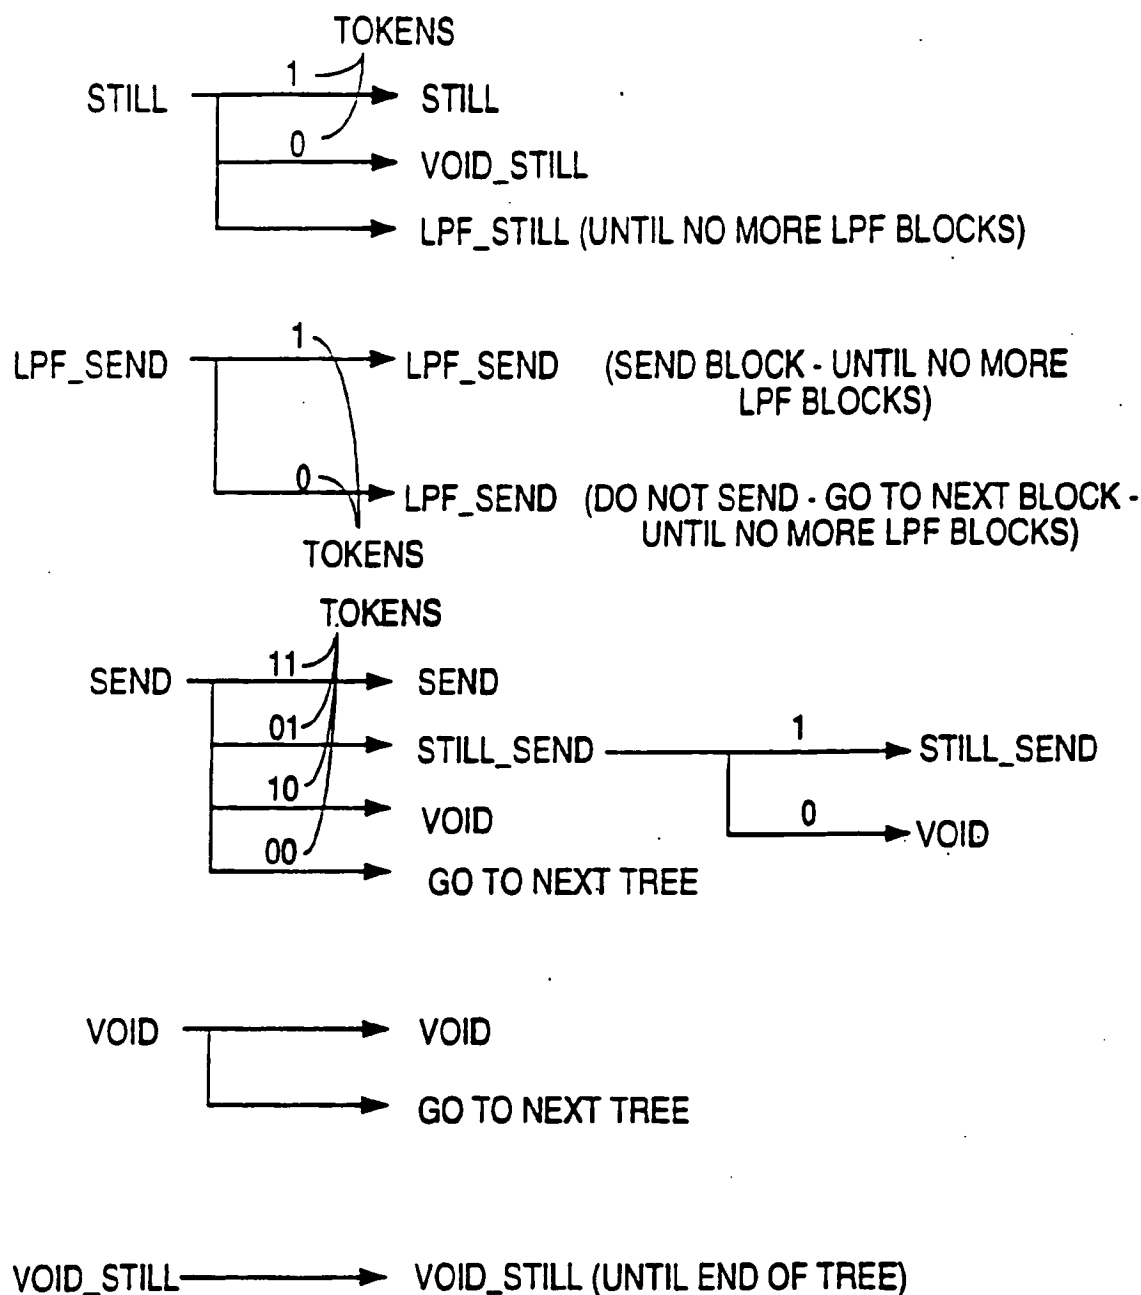 TOKENS
STILL
1
STILL
0
VOID_STILL
LPF_STILL (UNTIL NO MORE LPF BLOCKS)
LPF_SEND
1
LPF_SEND (SEND BLOCK - UNTIL NO MORE
LPF BLOCKS)
0
LPF_SEND (DO NOT SEND - GO TO NEXT BLOCK -
UNTIL NO MORE LPF BLOCKS)
TOKENS
TOKENS
SEND
11
SEND
01
STILL_SEND
1
STILL_SEND
10
VOID
0
VOID
00
GO TO NEXT TREE
VOID
VOID
GO TO NEXT TREE
VOID_STILL
VOID_STILL (UNTIL END OF TREE)